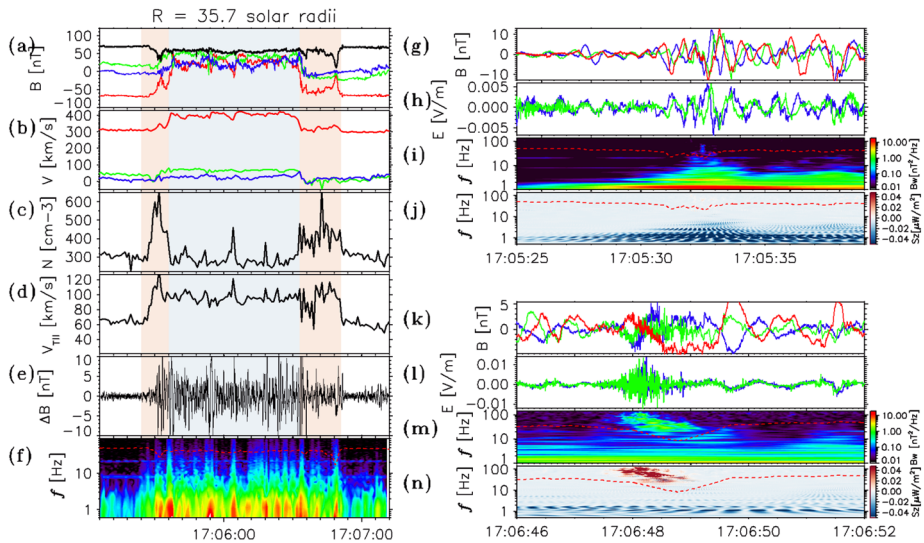 R = 35.7 solar radii
(a)
B [nT]
100
50
0
−50
−100
(b)
V [km/s]
400
300
200
100
0
(c)
N [cm−3]
600
500
400
300
(d)
VTII [km/s]
120
100
80
60
40
(e)
ΔB [nT]
10
5
0
−5
−10
(f)
f [Hz]
10
1
17:06:00
17:07:00
(g)
B [nT]
10
0
−10
(h)
E [V/m]
0.005
0.000
−0.005
(i)
f [Hz]
100
10
1
10.00
1.00
0.10
0.01
Bw [nT²/Hz]
(j)
f [Hz]
100
10
1
0.04
0.02
0.00
−0.02
−0.04
Sz[μW/m²]
17:05:25
17:05:30
17:05:35
(k)
B [nT]
5
0
(l)
E [V/m]
0.01
0.00
−0.01
(m)
f [Hz]
100
10
1
10.00
1.00
0.10
0.01
Bw [nT²/Hz]
(n)
f [Hz]
100
10
1
0.04
0.02
0.00
−0.02
−0.04
Sz[μW/m²]
17:06:46
17:06:48
17:06:50
17:06:52